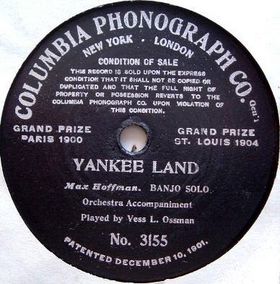 COLUMBIA PHONOGRAPH CO. Gen'l
NEW YORK - LONDON
CONDITION OF SALE
THIS RECORD IS SOLD UPON THE EXPRESS
CONDITION THAT IT SHALL NOT BE COPIED OR
DUPLICATED AND THAT THE FULL RIGHT OF
PROPERTY OR POSSESSION REVERTS TO THE
COLUMBIA PHONOGRAPH CO. UPON VIOLATION
OF THIS CONDITION.
GRAND PRIZE GRAND PRIZE
PARIS 1900 ST. LOUIS 1904
YANKEE LAND
Max Hoffman. BANJO SOLO
Orchestra Accompaniment
Played by Vess L. Ossman
No. 3155
PATENTED DECEMBER 10, 1901.